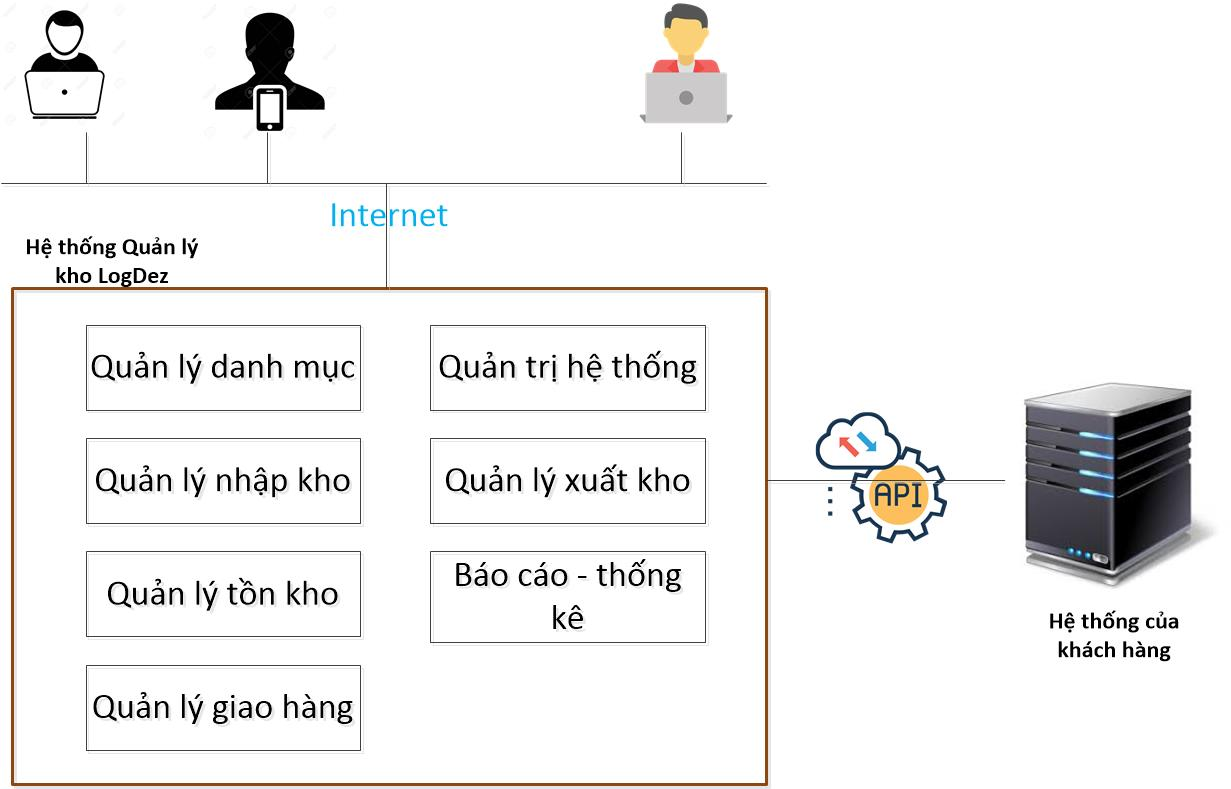 Internet
Hệ thống Quản lý
kho LogDez
Quản lý danh mục
Quản trị hệ thống
Quản lý nhập kho
Quản lý xuất kho
Quản lý tồn kho
Báo cáo - thống
kê
Quản lý giao hàng
API
Hệ thống của
khách hàng